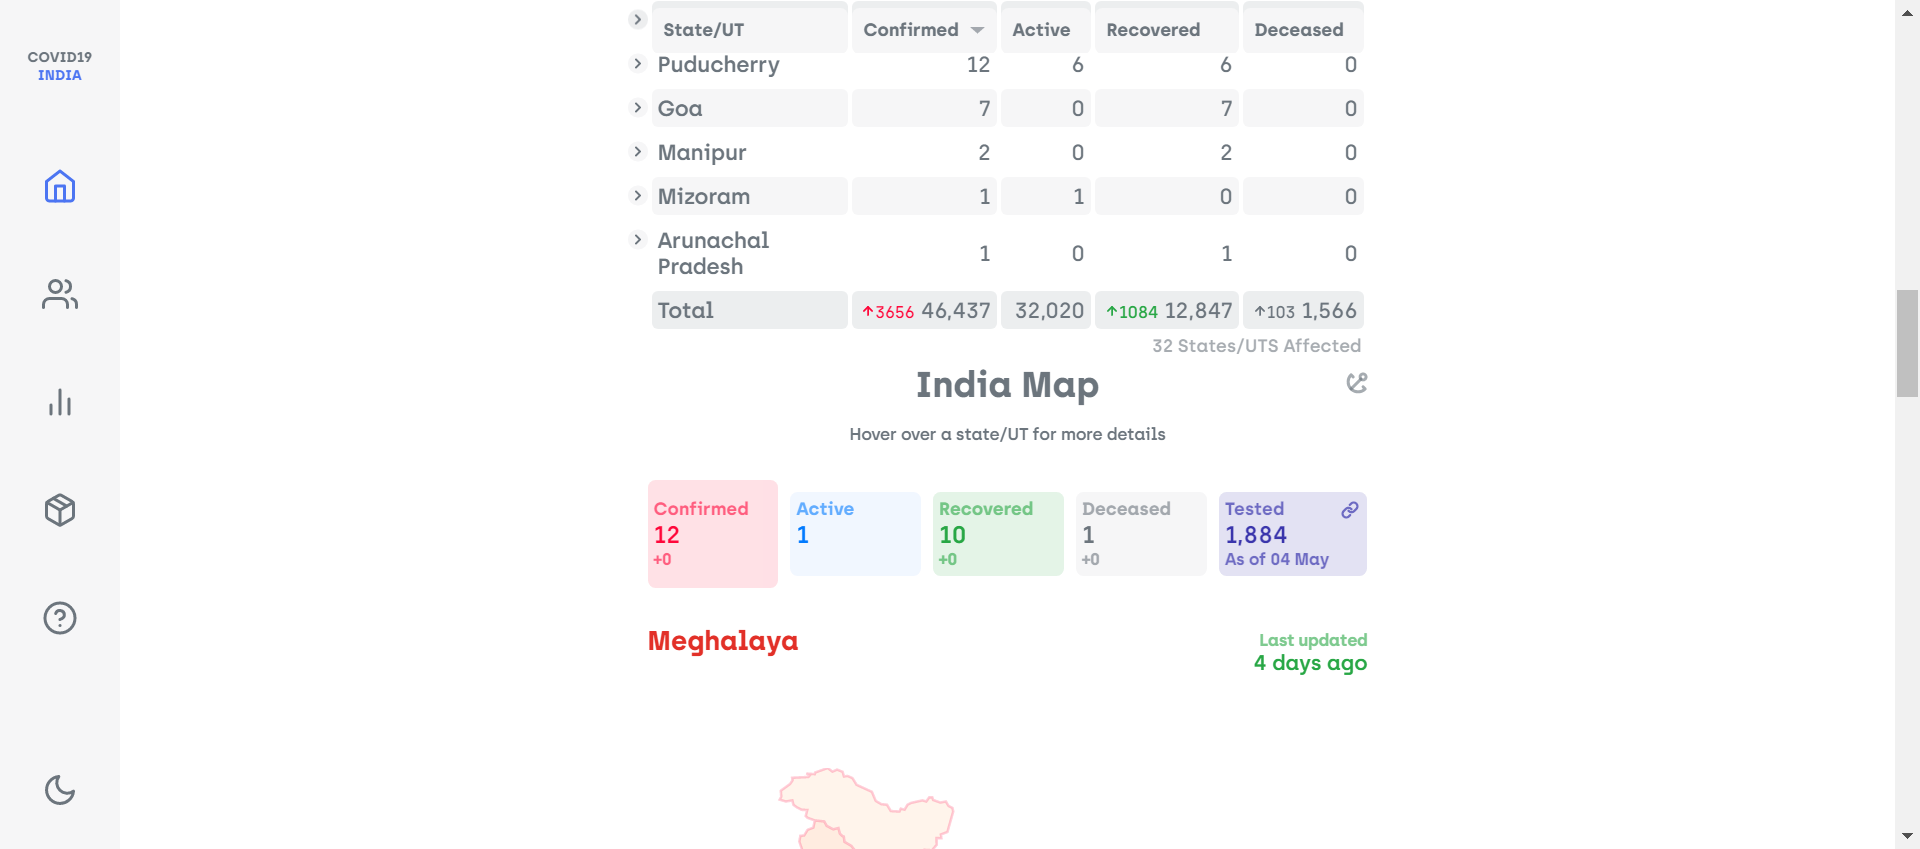 COVID19
INDIA
State/UT Confirmed Active Recovered Deceased
Puducherry 12 6 6 0
Goa 7 0 7 0
Manipur 2 0 2 0
Mizoram 1 1 0 0
Arunachal
Pradesh 1 0 1 0
Total ↑3656 46,437 32,020 ↑1084 12,847 ↑103 1,566
32 States/UTS Affected
India Map
Hover over a state/UT for more details
Confirmed Active Recovered Deceased Tested
12 1 10 1 1,884
+0 +0 +0 As of 04 May
Meghalaya
Last updated
4 days ago